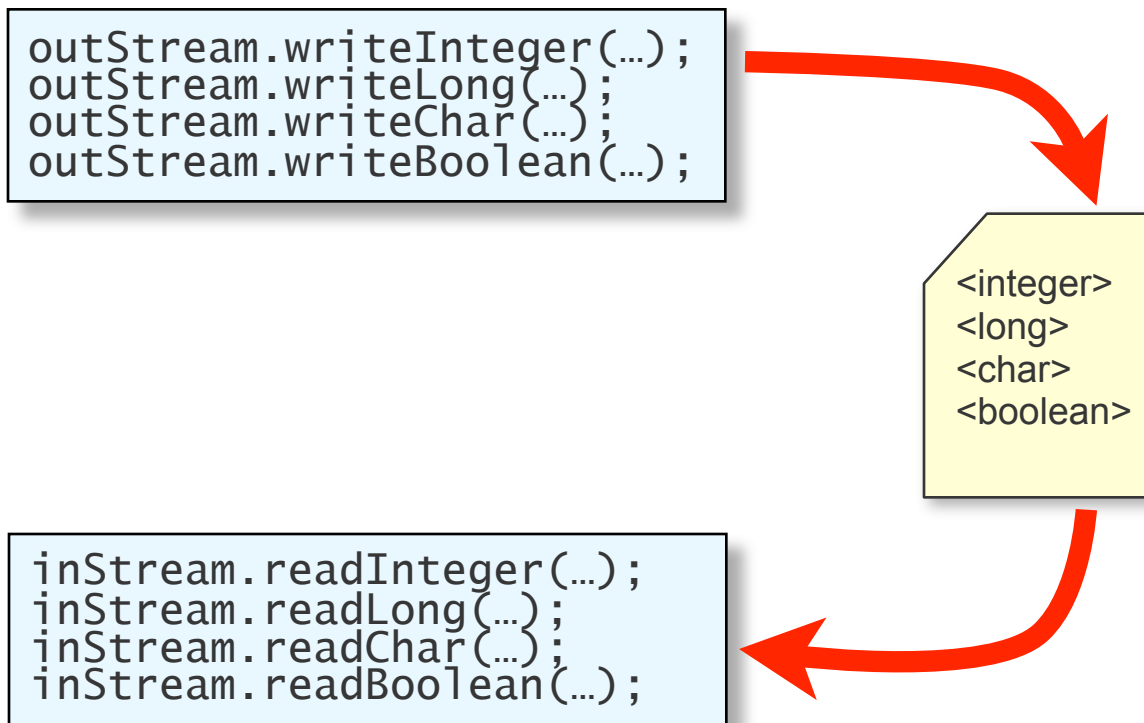 outStream.writeInteger(…);
outStream.writeLong(…);
outStream.writeChar(…);
outStream.writeBoolean(…);
<integer>
<long>
<char>
<boolean>
inStream.readInteger(…);
inStream.readLong(…);
inStream.readChar(…);
inStream.readBoolean(…);